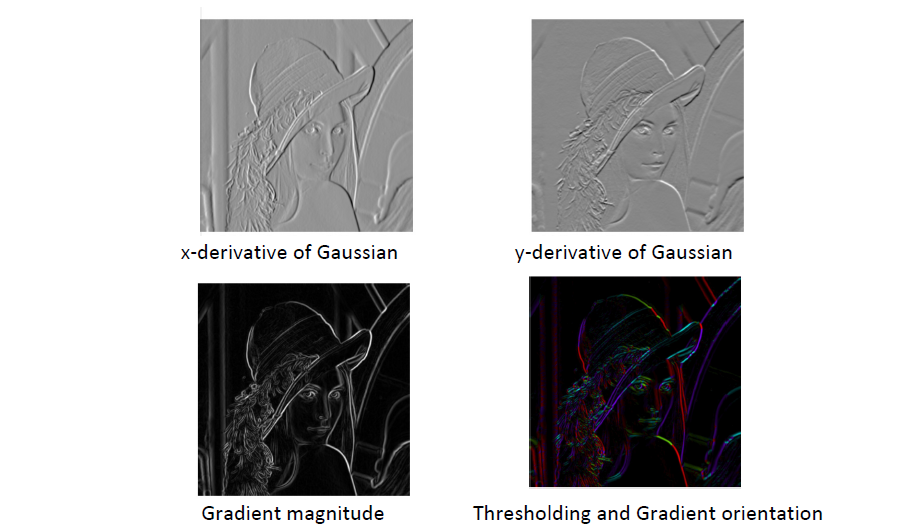 x-derivative of Gaussian
y-derivative of Gaussian
Gradient magnitude
Thresholding and Gradient orientation